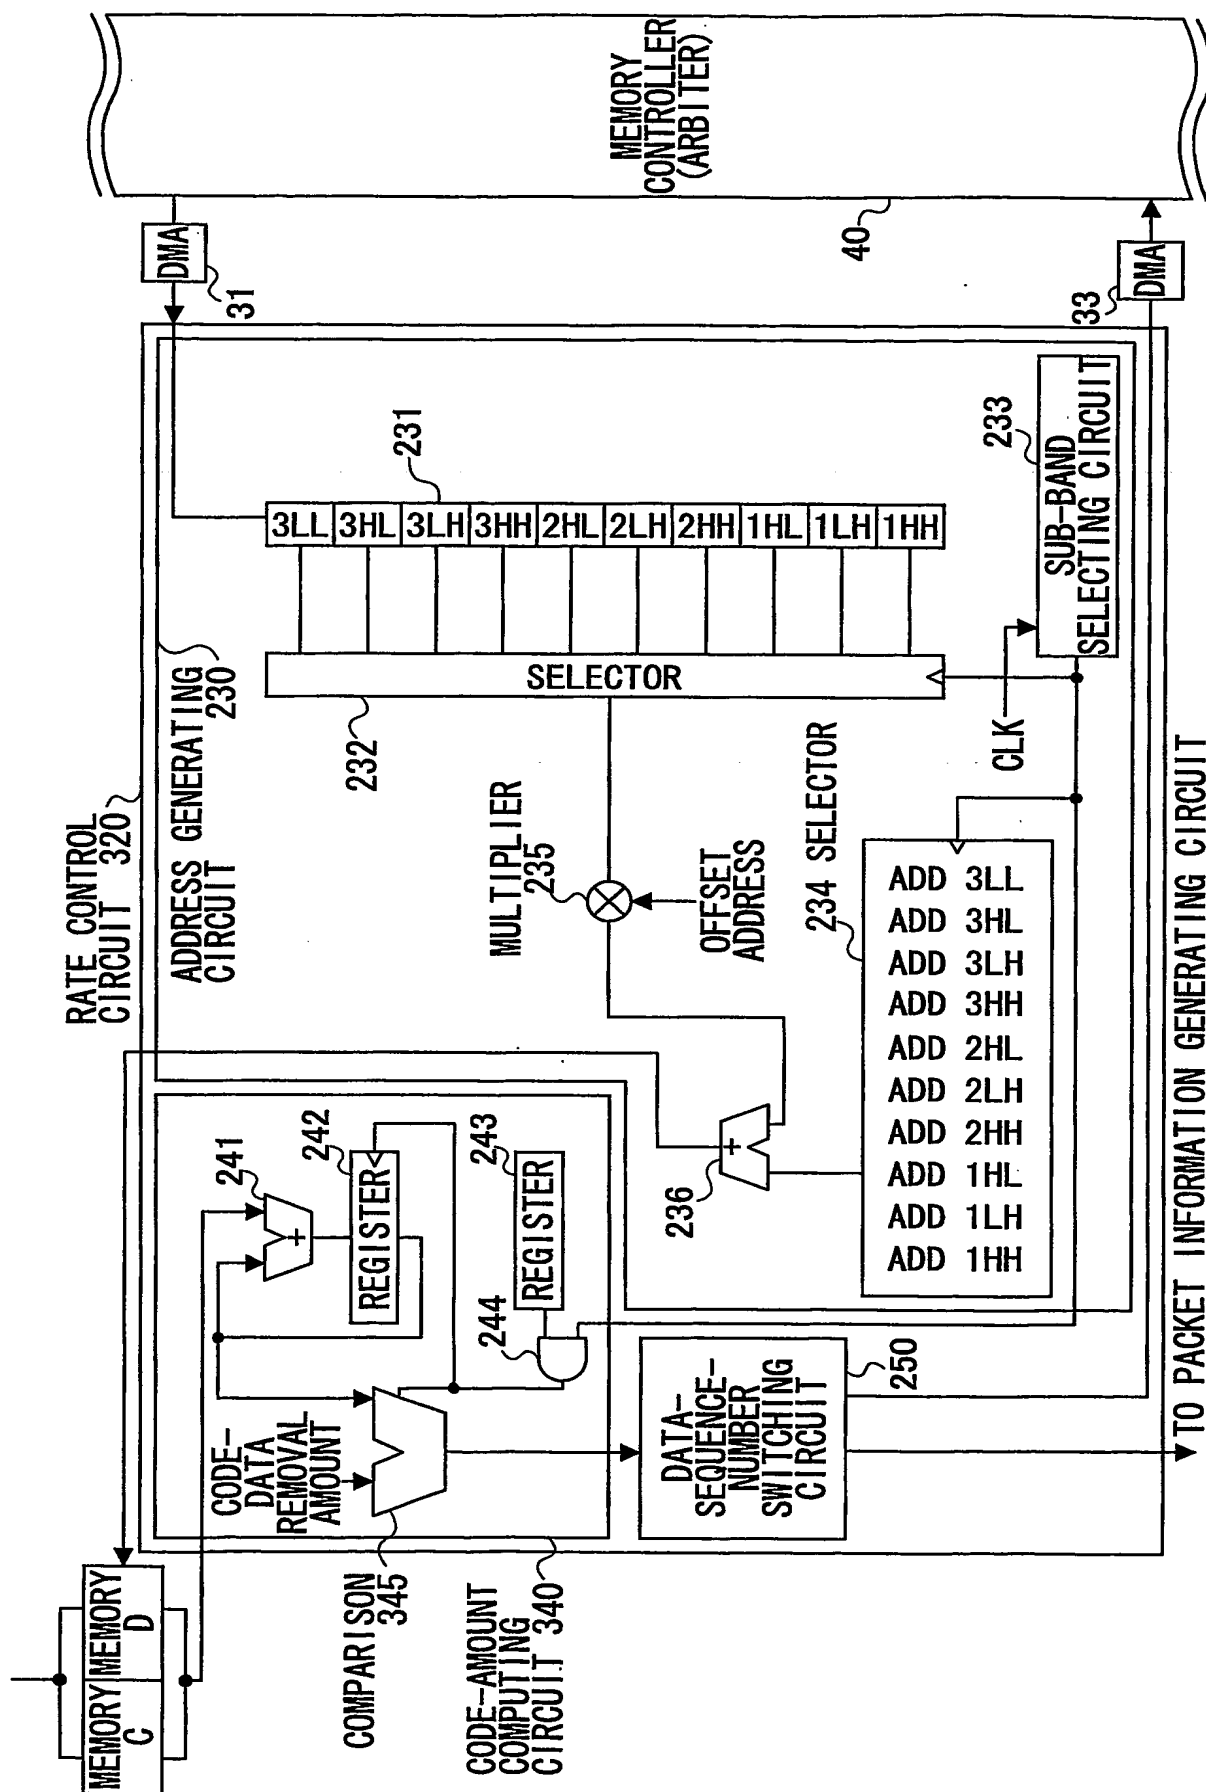 MEMORY
C
MEMORY
D
RATE CONTROL
CIRCUIT 320
ADDRESS GENERATING
CIRCUIT 230
DMA
31
MEMORY
CONTROLLER
(ARBITER)
40
COMPARISON
345
CODE-AMOUNT
COMPUTING
CIRCUIT 340
CODE-
DATA
REMOVAL
AMOUNT
241
+
242
REGISTER
243
REGISTER
244
MULTIPLIER
235
OFFSET
ADDRESS
236
+
232
SELECTOR
231
3LL
3HL
3LH
3HH
2HL
2LH
2HH
1HL
1LH
1HH
234 SELECTOR
ADD 3LL
ADD 3HL
ADD 3LH
ADD 3HH
ADD 2HL
ADD 2LH
ADD 2HH
ADD 1HL
ADD 1LH
ADD 1HH
CLK
SUB-BAND
SELECTING CIRCUIT
233
DATA-
SEQUENCE-
NUMBER
SWITCHING
CIRCUIT
250
DMA
33
TO PACKET INFORMATION GENERATING CIRCUIT